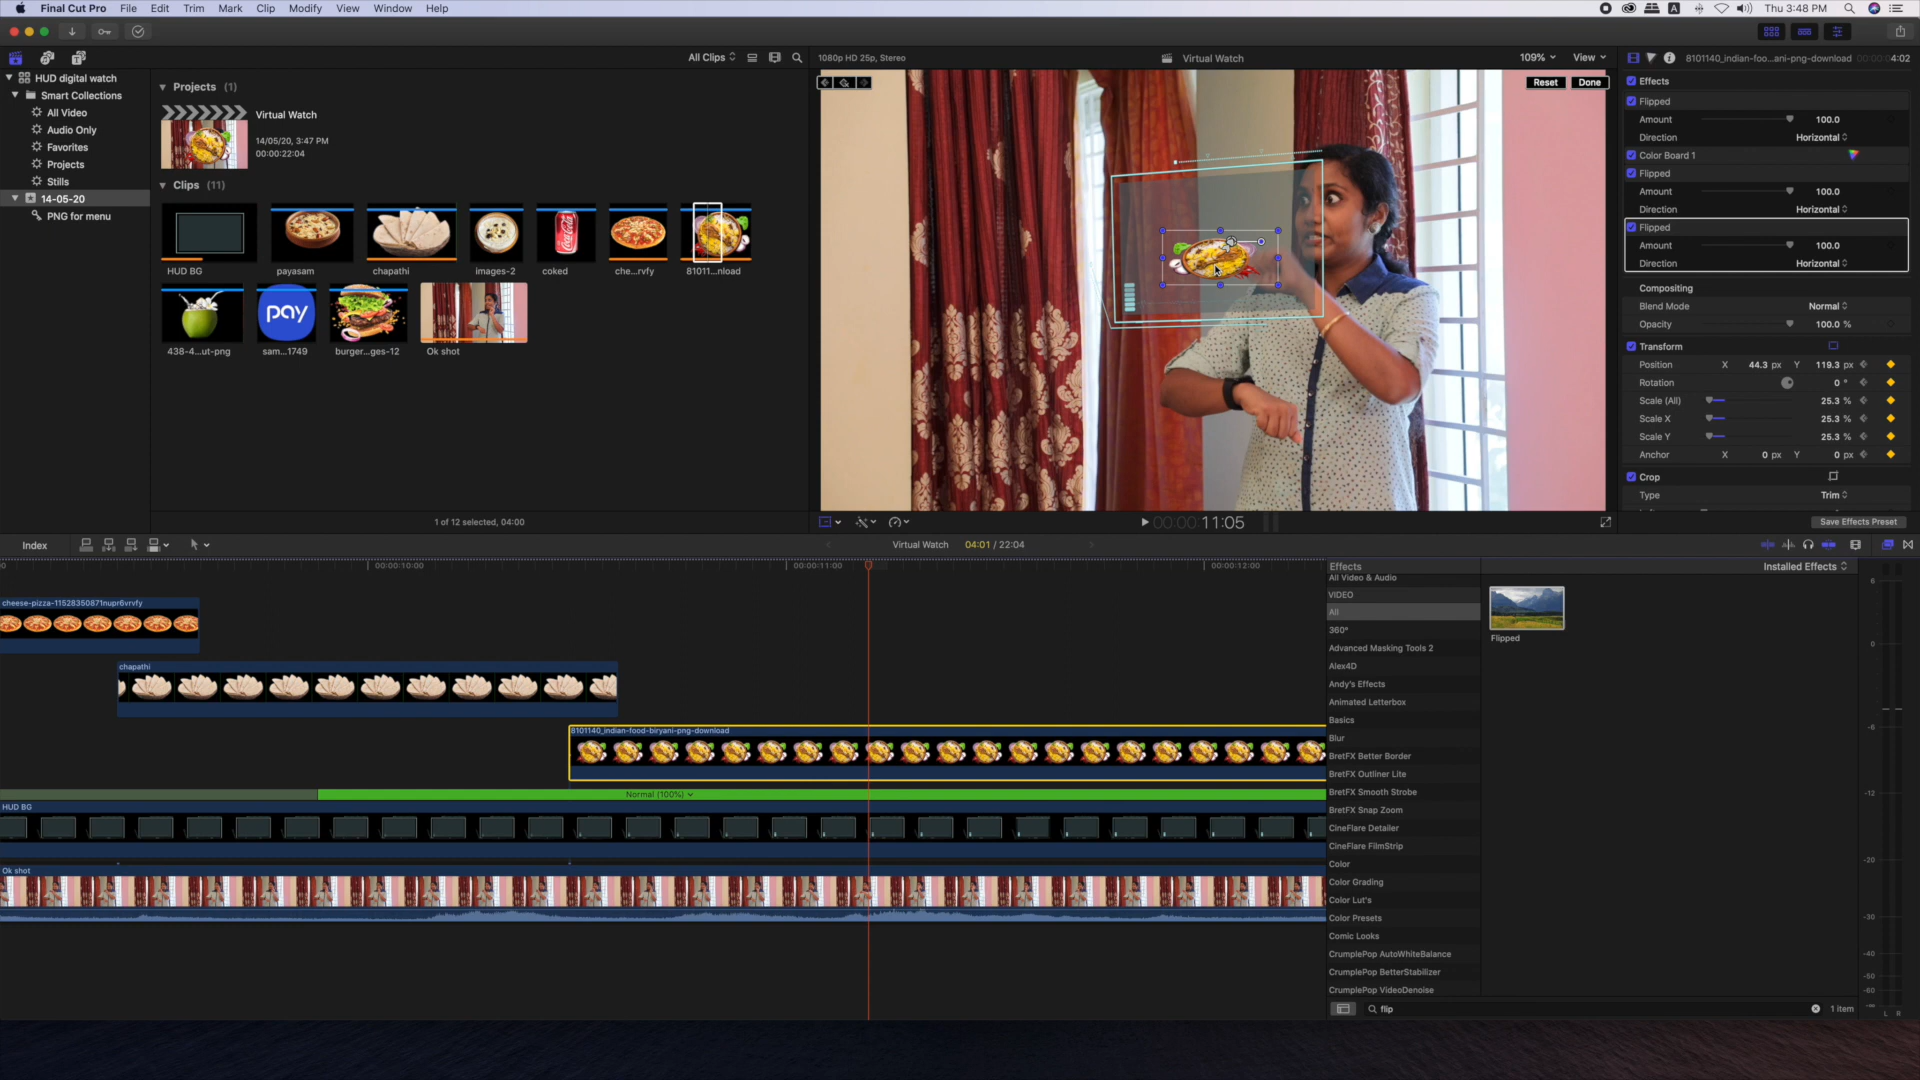 Final Cut Pro File Edit Trim Mark Clip Modify View Window Help
A Thu 3:48 PM
All Clips
1080p HD 25p, Stereo
Virtual Watch
109% View
8101140_indian-foo...ani-png-download
4:02
HUD digital watch
Smart Collections
All Video
Audio Only
Favorites
Projects
Stills
14-05-20
PNG for menu
Projects (1)
Virtual Watch
14/05/20, 3:47 PM
00:00:22:04
Clips (11)
HUD BG
payasam
chapathi
images-2
coked
che...rvfy
81011...nload
438-4...ut-png
pay
sam...1749
burger...ges-12
Ok shot
1 of 12 selected, 04:00
Reset
Done
00:00:11:05
Effects
Flipped
Amount 100.0
Direction Horizontal
Color Board 1
Flipped
Amount 100.0
Direction Horizontal
Flipped
Amount 100.0
Direction Horizontal
Compositing
Blend Mode Normal
Opacity 100.0 %
Transform
Position X 44.3 px Y 119.3 px
Rotation 0 °
Scale (All) 25.3 %
Scale X 25.3 %
Scale Y 25.3 %
Anchor X 0 px Y 0 px
Crop
Type Trim
Save Effects Preset
Index
Virtual Watch 04:01 / 22:04
00:00:10:00
00:00:11:00
00:00:12:00
cheese-pizza-11528350871nupr6vrvfy
chapathi
8101140_indian-food-biryani-png-download
Normal (100%)
HUD BG
Ok shot
Effects
Installed Effects
All Video & Audio
VIDEO
All
360°
Advanced Masking Tools 2
Alex4D
Andy's Effects
Animated Letterbox
Basics
Blur
BretFX Better Border
BretFX Outliner Lite
BretFX Smooth Strobe
BretFX Snap Zoom
CineFlare Detailer
CineFlare FilmStrip
Color
Color Grading
Color Lut's
Color Presets
Comic Looks
CrumplePop AutoWhiteBalance
CrumplePop BetterStabilizer
CrumplePop VideoDenoise
Flipped
flip
1 item
6
0
-6
-12
-20
-30
-40
-50
-60
-∞
L R